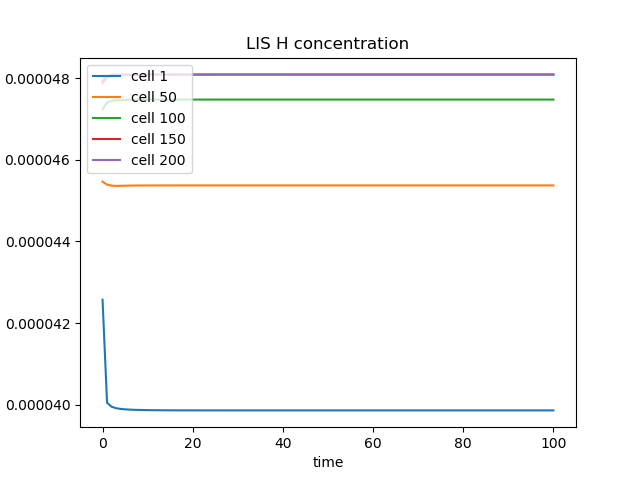 LIS H concentration
0.000048
0.000046
0.000044
0.000042
0.000040
cell 1
cell 50
cell 100
cell 150
cell 200
0 20 40 60 80 100
time